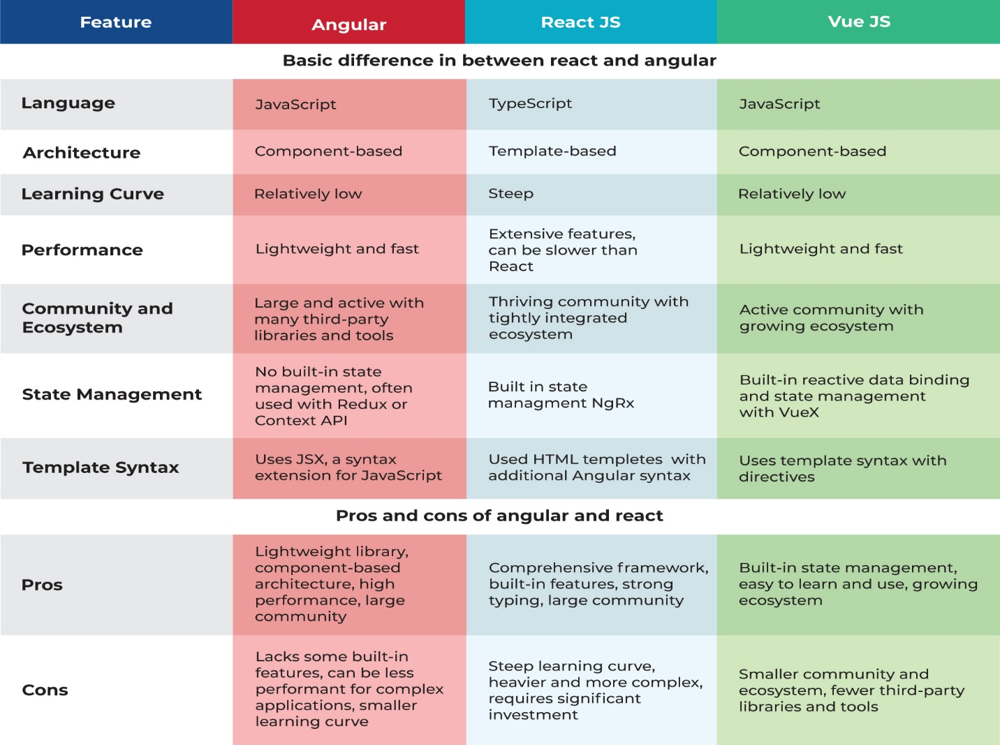 Feature
Angular
React JS
Vue JS
Basic difference in between react and angular
Language
JavaScript
TypeScript
JavaScript
Architecture
Component-based
Template-based
Component-based
Learning Curve
Relatively low
Steep
Relatively low
Performance
Lightweight and fast
Extensive features,
can be slower than
React
Lightweight and fast
Community and
Ecosystem
Large and active with
many third-party
libraries and tools
Thriving community with
tightly integrated
ecosystem
Active community with
growing ecosystem
State Management
No built-in state
management, often
used with Redux or
Context API
Built in state
managment NgRx
Built-in reactive data binding
and state management
with VueX
Template Syntax
Uses JSX, a syntax
extension for JavaScript
Used HTML templetes with
additional Angular syntax
Uses template syntax with
directives
Pros and cons of angular and react
Pros
Lightweight library,
component-based
architecture, high
performance, large
community
Comprehensive framework,
built-in features, strong
typing, large community
Built-in state management,
easy to learn and use, growing
ecosystem
Cons
Lacks some built-in
features, can be less
performant for complex
applications, smaller
learning curve
Steep learning curve,
heavier and more complex,
requires significant
investment
Smaller community and
ecosystem, fewer third-party
libraries and tools